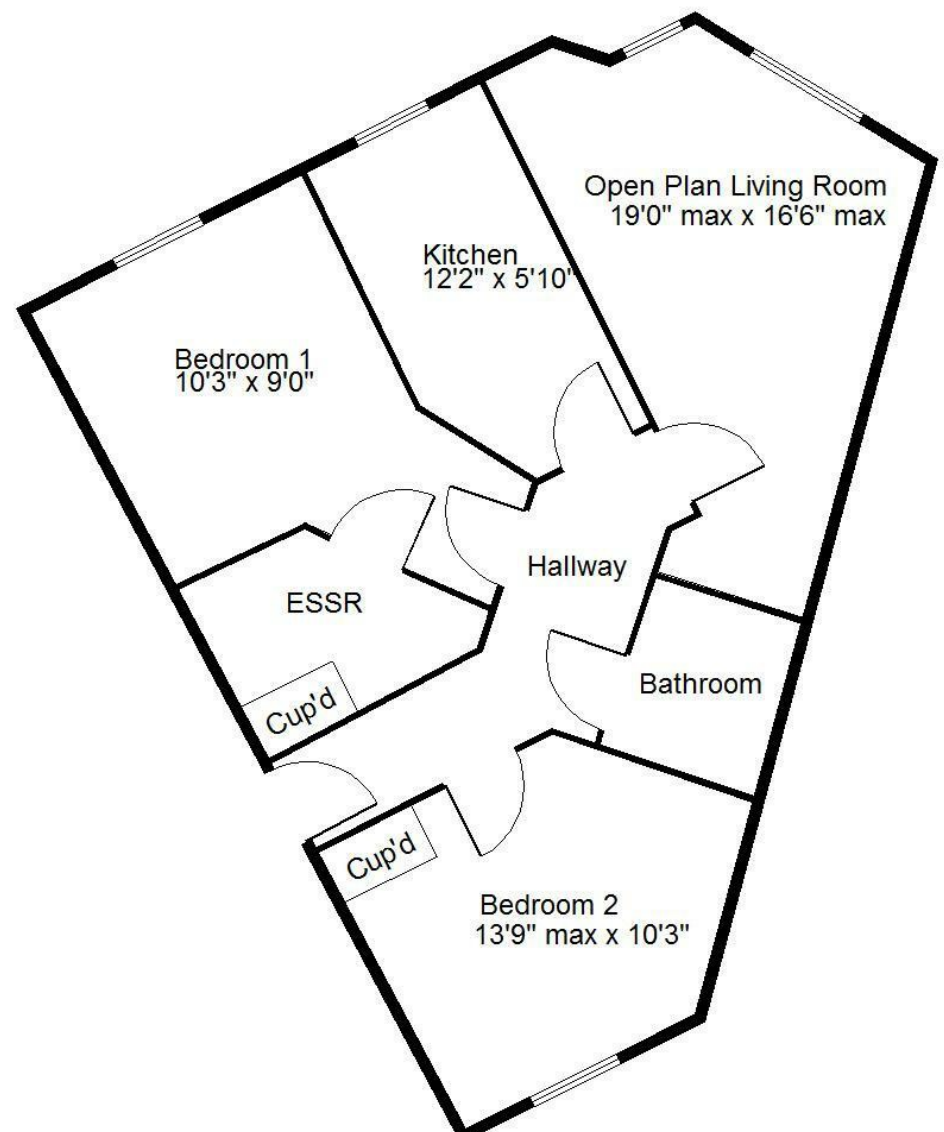 Open Plan Living Room
19'0" max x 16'6" max
Kitchen
12'2" x 5'10"
Bedroom 1
10'3" x 9'0"
Hallway
ESSR
Bathroom
Cup'd
Cup'd
Bedroom 2
13'9" max x 10'3"